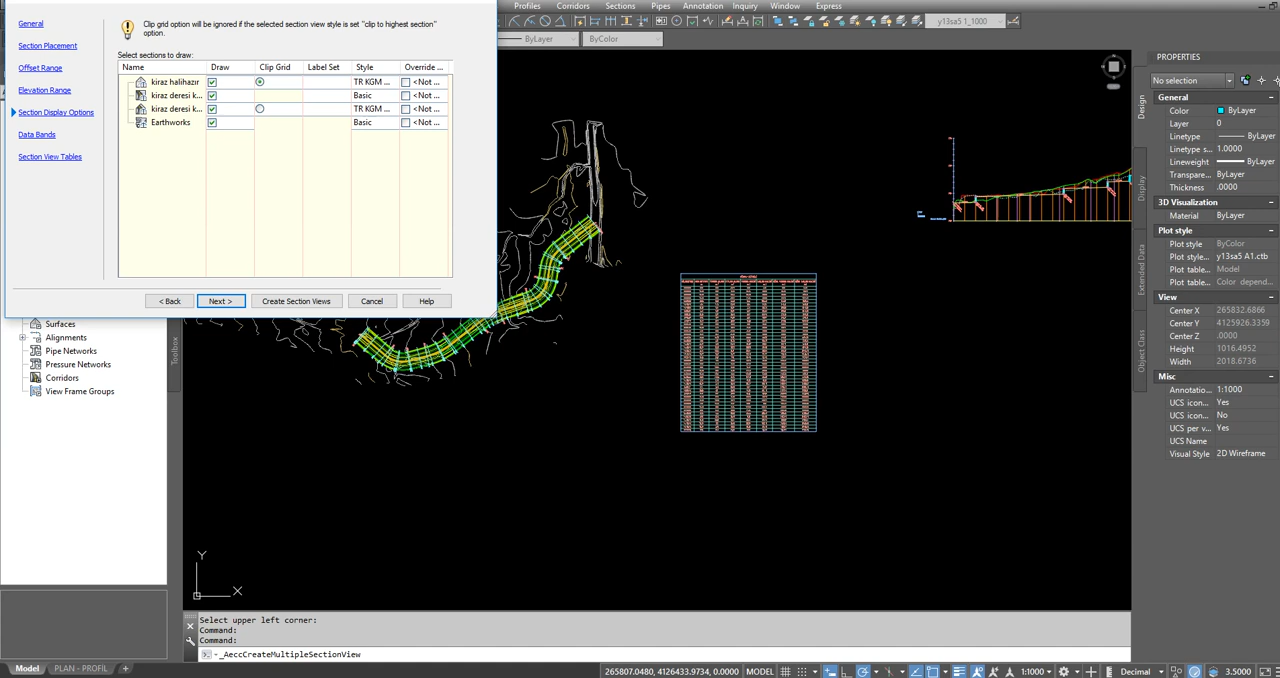 Profiles Corridors Sections Pipes Annotation Inquiry Window Express
y13sa5 1_1000
ByLayer ByColor
General
Section Placement
Offset Range
Elevation Range
Section Display Options
Data Bands
Section View Tables
Clip grid option will be ignored if the selected section view style is set "clip to highest section"
option.
Select sections to draw:
Name Draw Clip Grid Label Set Style Override ...
kiraz halihazır TR KGM ... <Not ...
kiraz deresi k... Basic <Not ...
kiraz deresi k... TR KGM ... <Not ...
Earthworks Basic <Not ...
< Back Next > Create Section Views Cancel Help
Surfaces
Alignments
Pipe Networks
Pressure Networks
Corridors
View Frame Groups
Toolbox
Y
X
Select upper left corner:
Command:
Command:
_AeccCreateMultipleSectionView
Model PLAN - PROFİL +
265807.0480, 4126433.9734, 0.0000 MODEL 1:1000 Decimal 3.5000
PROPERTIES
No selection
Design
Display
Extended Data
Object Class
General
Color ByLayer
Layer 0
Linetype ByLayer
Linetype s... 1.0000
Lineweight ByLayer
Transpare... ByLayer
Thickness .0000
3D Visualization
Material ByLayer
Plot style
Plot style ByColor
Plot style... y13sa5 A1.ctb
Plot table... Model
Plot table... Color depend...
View
Center X 265832.6866
Center Y 4125926.3359
Center Z .0000
Height 1016.4952
Width 2018.6736
Misc
Annotatio... 1:1000
UCS icon... Yes
UCS icon... No
UCS per v... Yes
UCS Name
Visual Style 2D Wireframe